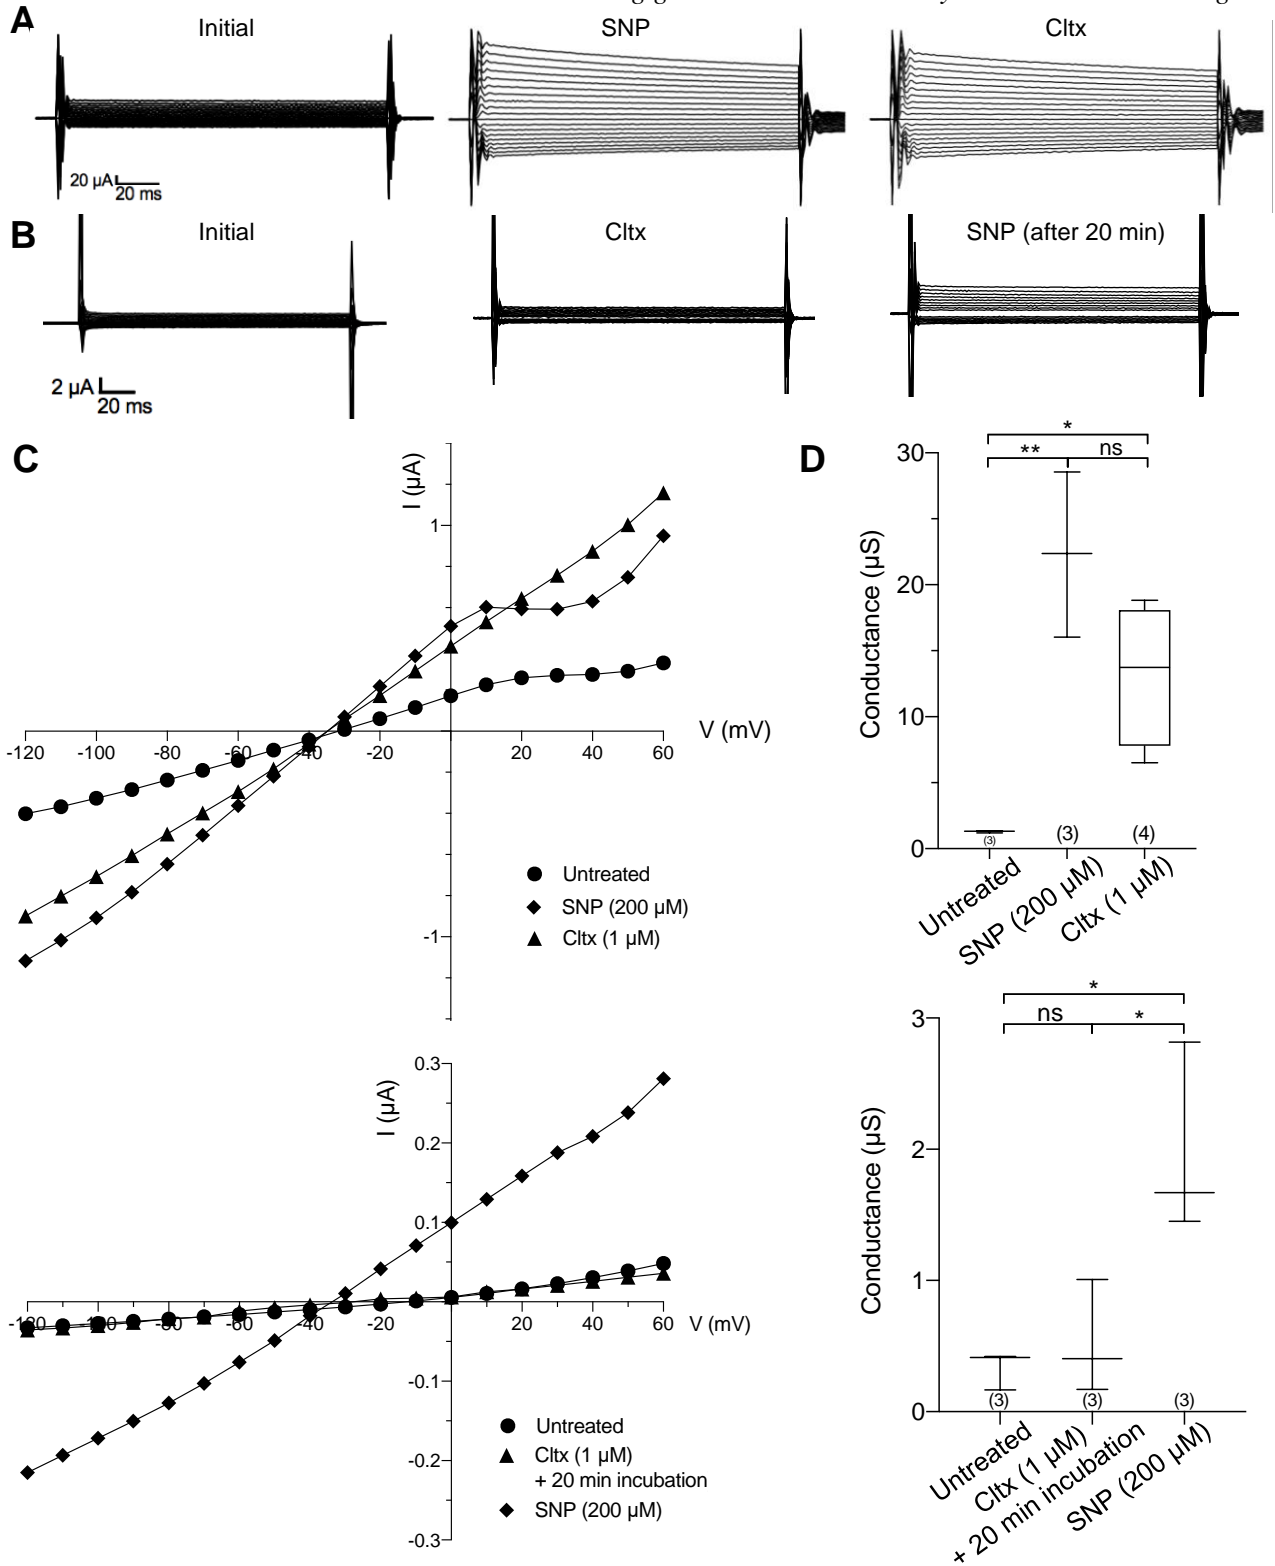 A
Initial
SNP
Cltx
20 µA
20 ms
B
Initial
Cltx
SNP (after 20 min)
2 µA
20 ms
C
I (µA)
1
-120 -100 -80 -60 -40 -20 20 40 60 V (mV)
-1
Untreated
SNP (200 µM)
Cltx (1 µM)
I (µA)
0.3
0.2
0.1
-120 -100 -80 -60 -40 -20 20 40 60 V (mV)
-0.1
-0.2
-0.3
Untreated
Cltx (1 µM)
+ 20 min incubation
SNP (200 µM)
D
*
** ns
30
20
10
0
Conductance (µS)
(3) (3) (4)
Untreated
SNP (200 µM)
Cltx (1 µM)
*
ns *
3
2
1
0
Conductance (µS)
(3) (3) (3)
Untreated
Cltx (1 µM)
+ 20 min incubation
SNP (200 µM)